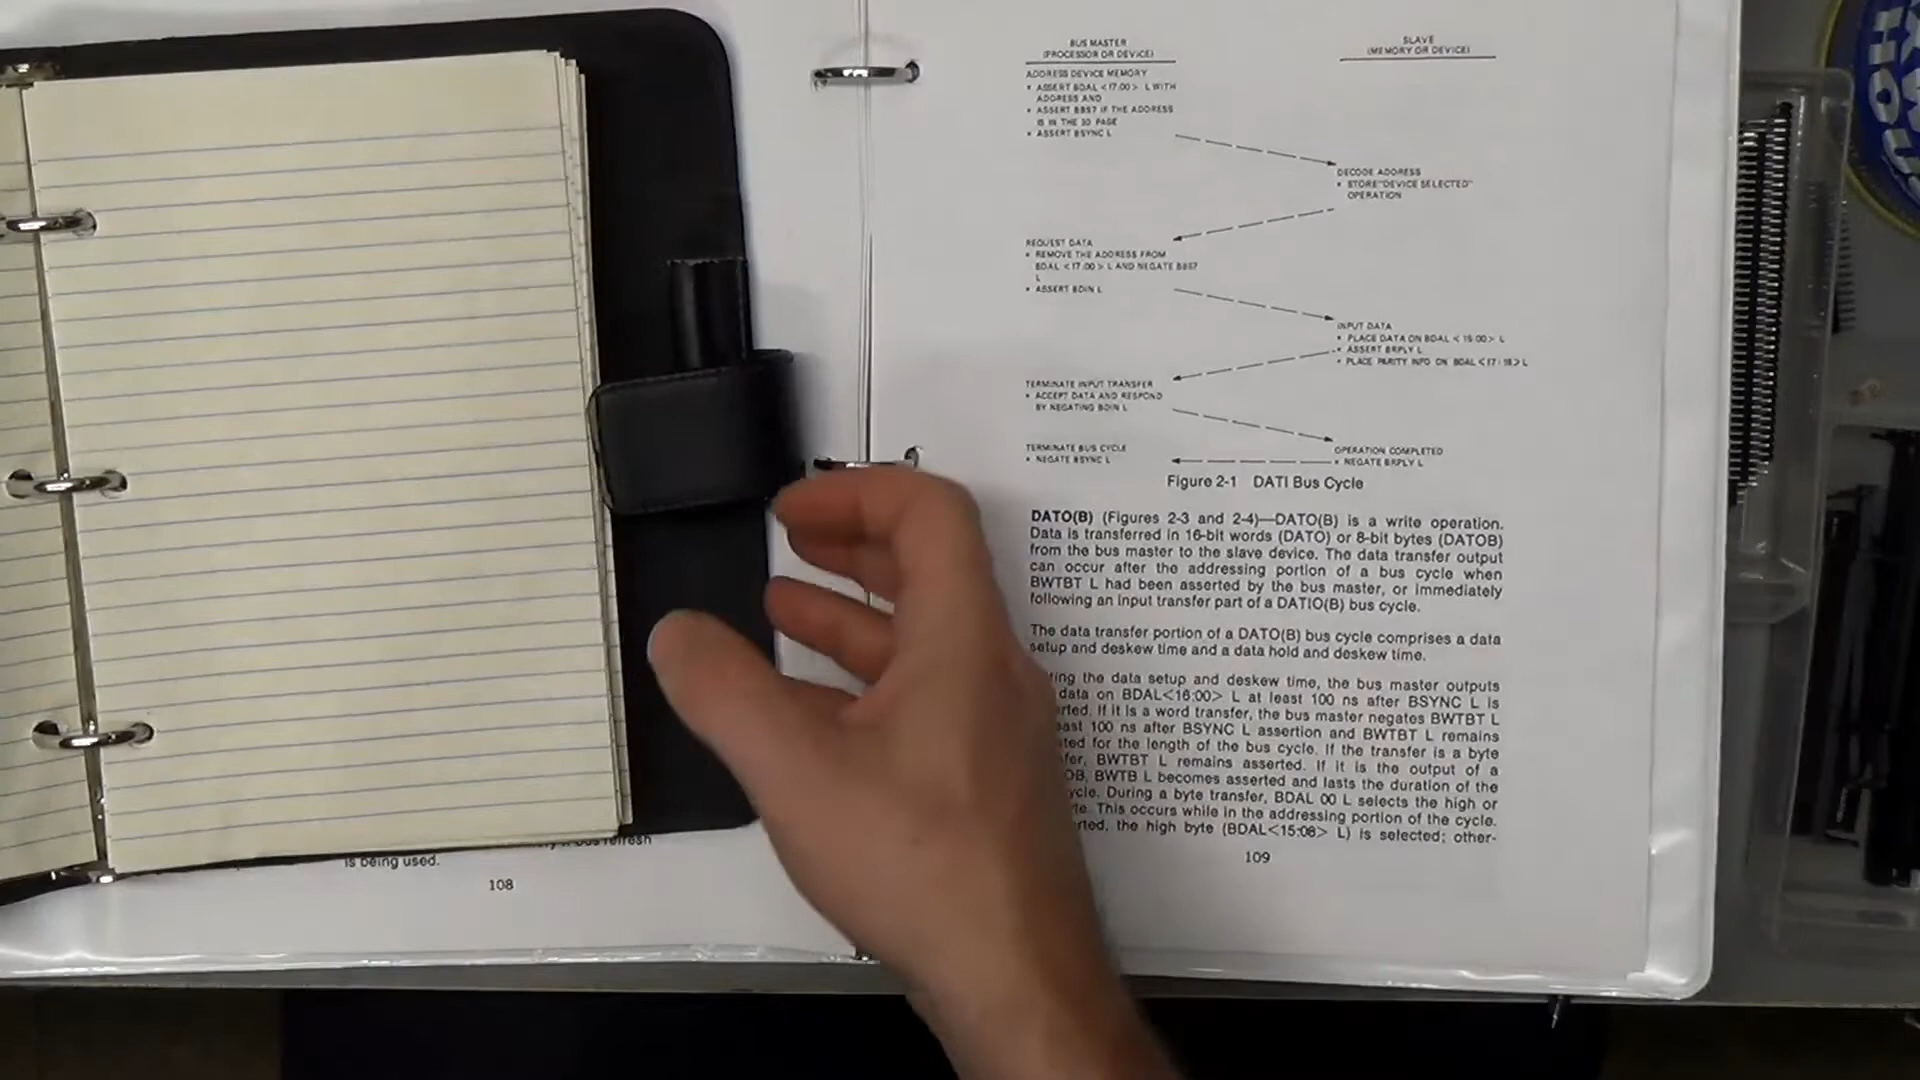 is being used.
108
BUS MASTER
(PROCESSOR OR DEVICE)
SLAVE
(MEMORY OR DEVICE)
ADDRESS DEVICE MEMORY
• ASSERT BDAL <17:00> L WITH
ADDRESS AND
• ASSERT BBS7 IF THE ADDRESS
IS IN THE PAGE
• ASSERT BSYNC L
DECODE ADDRESS
• STORE "DEVICE SELECTED"
OPERATION
REQUEST DATA
• REMOVE THE ADDRESS FROM
BDAL <17:00> L AND NEGATE BBS7
L
• ASSERT BDIN L
INPUT DATA
• PLACE DATA ON BDAL <15:00> L
• ASSERT BRPLY L
• PLACE PARITY INFO ON BDAL <17:16> L
TERMINATE INPUT TRANSFER
• ACCEPT DATA AND RESPOND
BY NEGATING BDIN L
OPERATION COMPLETED
• NEGATE BRPLY L
TERMINATE BUS CYCLE
• NEGATE BSYNC L
Figure 2-1 DATI Bus Cycle
DATO(B) (Figures 2-3 and 2-4)—DATO(B) is a write operation.
Data is transferred in 16-bit words (DATO) or 8-bit bytes (DATOB)
from the bus master to the slave device. The data transfer output
can occur after the addressing portion of a bus cycle when
BWTBT L had been asserted by the bus master, or immediately
following an input transfer part of a DATIO(B) bus cycle.
The data transfer portion of a DATO(B) bus cycle comprises a data
setup and deskew time and a data hold and deskew time.
the data setup and deskew time, the bus master outputs
data on BDAL<16:00> L at least 100 ns after BSYNC L is
If it is a word transfer, the bus master negates BWTBT L
100 ns after BSYNC L assertion and BWTBT L remains
for the length of the bus cycle. If the transfer is a byte
BWTBT L remains asserted. If it is the output of a
BWTB L becomes asserted and lasts the duration of the
During a byte transfer, BDAL 00 L selects the high or
This occurs while in the addressing portion of the cycle.
the high byte (BDAL<15:08> L) is selected; other-
109